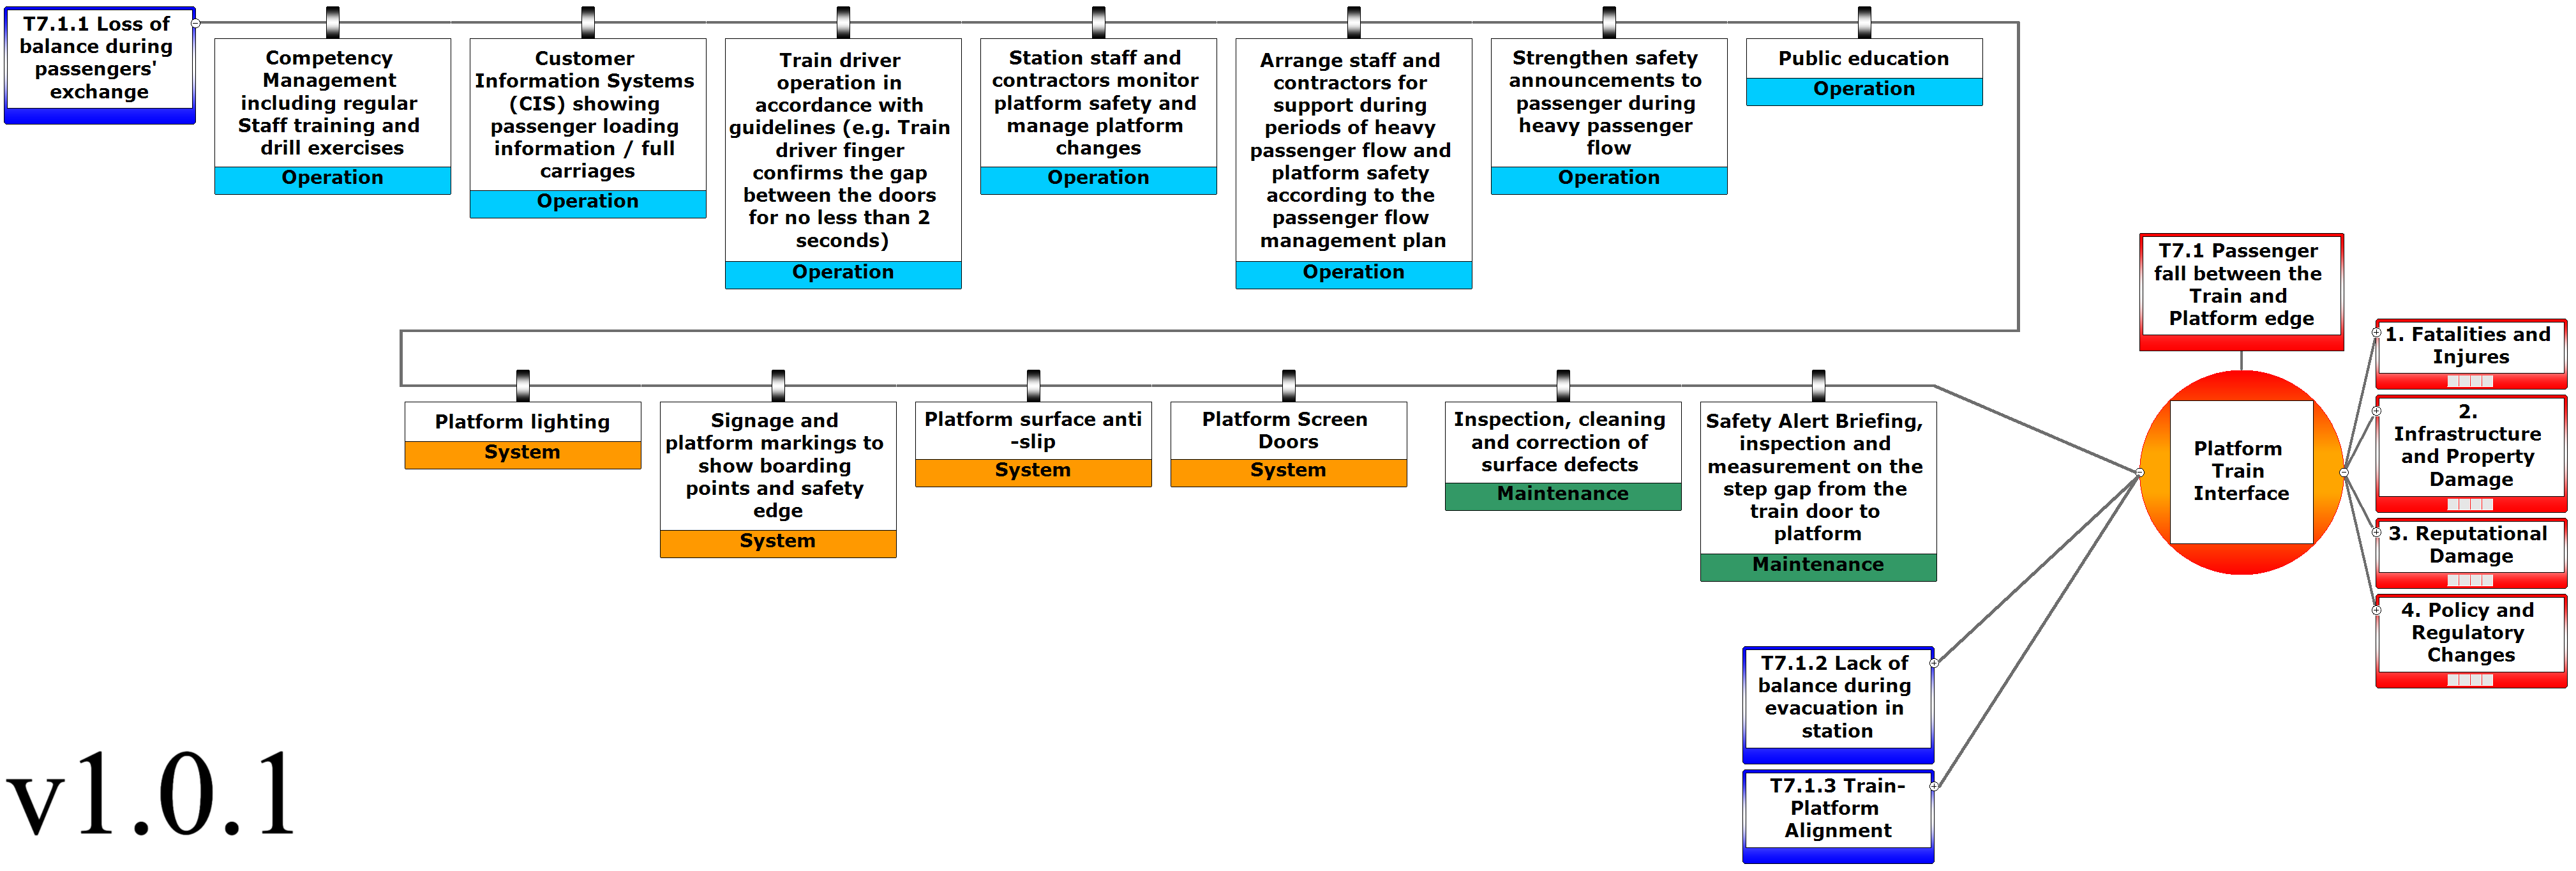 T7.1.1 Loss of
balance during
passengers'
exchange
Competency
Management
including regular
Staff training and
drill exercises
Operation
Customer
Information Systems
(CIS) showing
passenger loading
information / full
carriages
Operation
Train driver
operation in
accordance with
guidelines (e.g. Train
driver finger
confirms the gap
between the doors
for no less than 2
seconds)
Operation
Station staff and
contractors monitor
platform safety and
manage platform
changes
Operation
Arrange staff and
contractors for
support during
periods of heavy
passenger flow and
platform safety
according to the
passenger flow
management plan
Operation
Strengthen safety
announcements to
passenger during
heavy passenger
flow
Operation
Public education
Operation
Platform lighting
System
Signage and
platform markings to
show boarding
points and safety
edge
System
Platform surface anti
-slip
System
Platform Screen
Doors
System
Inspection, cleaning
and correction of
surface defects
Maintenance
Safety Alert Briefing,
inspection and
measurement on the
step gap from the
train door to
platform
Maintenance
T7.1 Passenger
fall between the
Train and
Platform edge
Platform
Train
Interface
1. Fatalities and
Injures
2.
Infrastructure
and Property
Damage
3. Reputational
Damage
4. Policy and
Regulatory
Changes
T7.1.2 Lack of
balance during
evacuation in
station
T7.1.3 Train-
Platform
Alignment
v1.0.1